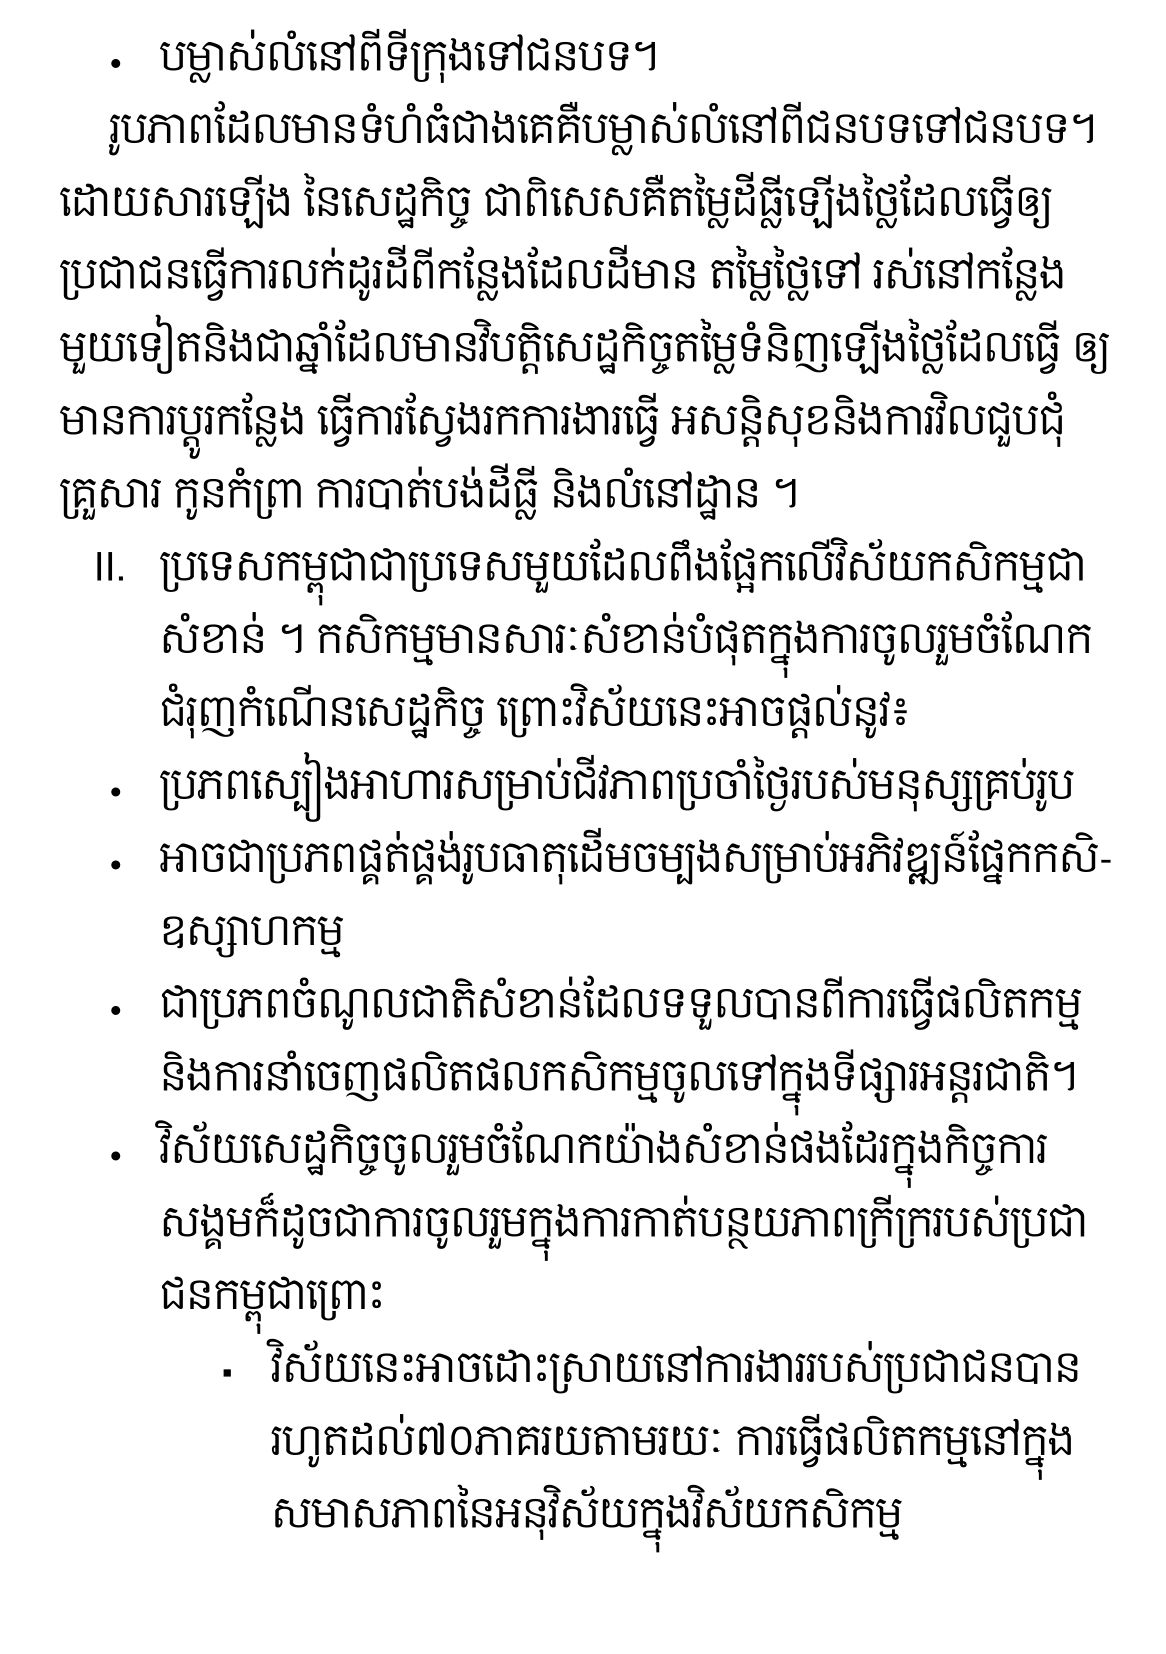 • បម្លាស់លំនៅពីទីក្រុងទៅជនបទ។
រូបភាពដែលមានទំហំធំជាងគេគឺបម្លាស់លំនៅពីជនបទទៅជនបទ។
ដោយសារឡើង នៃសេដ្ឋកិច្ច ជាពិសេសគឺតម្លៃដីធ្លីឡើងថ្លៃដែលធ្វើឲ្យ
ប្រជាជនធ្វើការលក់ដូរដីពីកន្លែងដែលដីមាន តម្លៃថ្លៃទៅ រស់នៅកន្លែង
មួយទៀតនិងជាឆ្នាំដែលមានវិបត្តិសេដ្ឋកិច្ចតម្លៃទំនិញឡើងថ្លៃដែលធ្វើ ឲ្យ
មានការប្តូរកន្លែង ធ្វើការស្វែងរកការងារធ្វើ អសន្តិសុខនិងការវិលជួបជុំ
គ្រួសារ កូនកំព្រា ការបាត់បង់ដីធ្លី និងលំនៅដ្ឋាន ។
II. ប្រទេសកម្ពុជាជាប្រទេសមួយដែលពឹងផ្អែកលើវិស័យកសិកម្មជា
សំខាន់ ។ កសិកម្មមានសារៈសំខាន់បំផុតក្នុងការចូលរួមចំណែក
ជំរុញកំណើនសេដ្ឋកិច្ច ព្រោះវិស័យនេះអាចផ្តល់នូវ៖
• ប្រភពស្បៀងអាហារសម្រាប់ជីវភាពប្រចាំថ្ងៃរបស់មនុស្សគ្រប់រូប
• អាចជាប្រភពផ្គត់ផ្គង់រូបធាតុដើមចម្បងសម្រាប់អភិវឌ្ឍន៍ផ្នែកកសិ-
ឧស្សាហកម្ម
• ជាប្រភពចំណូលជាតិសំខាន់ដែលទទួលបានពីការធ្វើផលិតកម្ម
និងការនាំចេញផលិតផលកសិកម្មចូលទៅក្នុងទីផ្សារអន្តរជាតិ។
• វិស័យសេដ្ឋកិច្ចចូលរួមចំណែកយ៉ាងសំខាន់ផងដែរក្នុងកិច្ចការ
សង្គមក៏ដូចជាការចូលរួមក្នុងការកាត់បន្ថយភាពក្រីក្ររបស់ប្រជា
ជនកម្ពុជាព្រោះ
▪ វិស័យនេះអាចដោះស្រាយនៅការងាររបស់ប្រជាជនបាន
រហូតដល់៧០ភាគរយតាមរយៈ ការធ្វើផលិតកម្មនៅក្នុង
សមាសភាពនៃអនុវិស័យក្នុងវិស័យកសិកម្ម